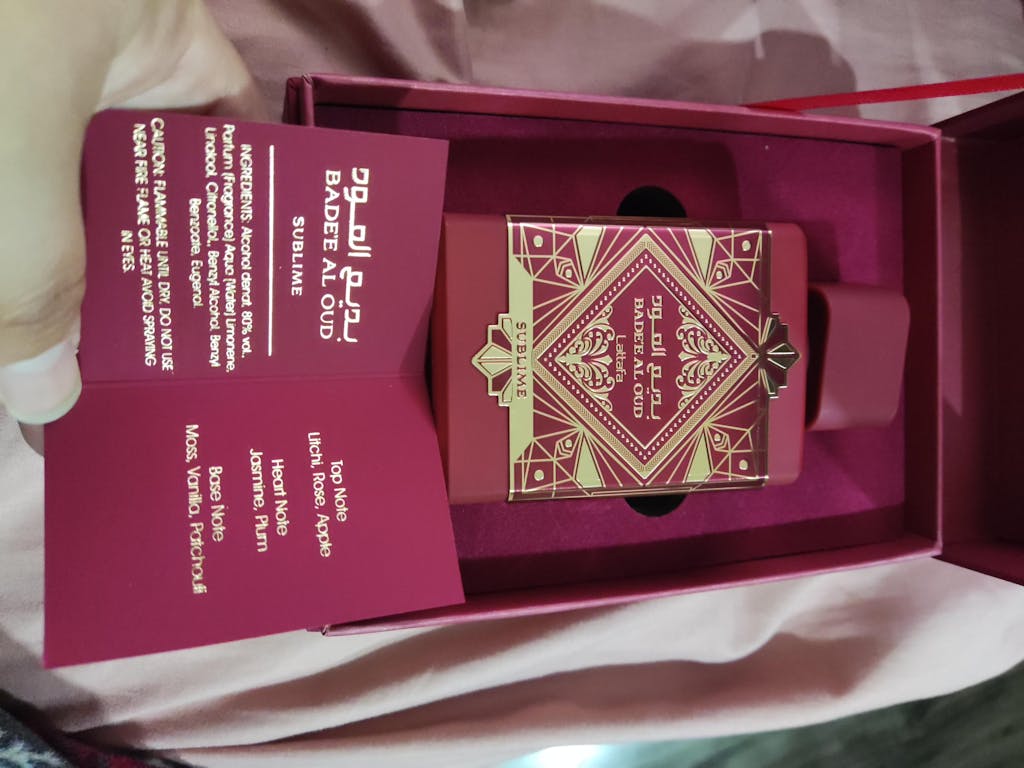 بديع العود
BADE'E AL OUD
SUBLIME
INGREDIENTS: Alcohol denat. 80% vol.,
Parfum (Fragrance) Aqua (Water) Limonene,
Linalool, Citronellol, Benzyl Alcohol, Benzyl
Benzoate, Eugenol.
CAUTION: FLAMMABLE UNTIL DRY. DO NOT USE
NEAR FIRE FLAME OR HEAT AVOID SPRAYING
IN EYES.
Top Note
Litchi, Rose, Apple
Heart Note
Jasmine, Plum
Base Note
Moss, Vanilla, Patchouli
بديع العود
BADE'E AL OUD
Lattafa
SUBLIME